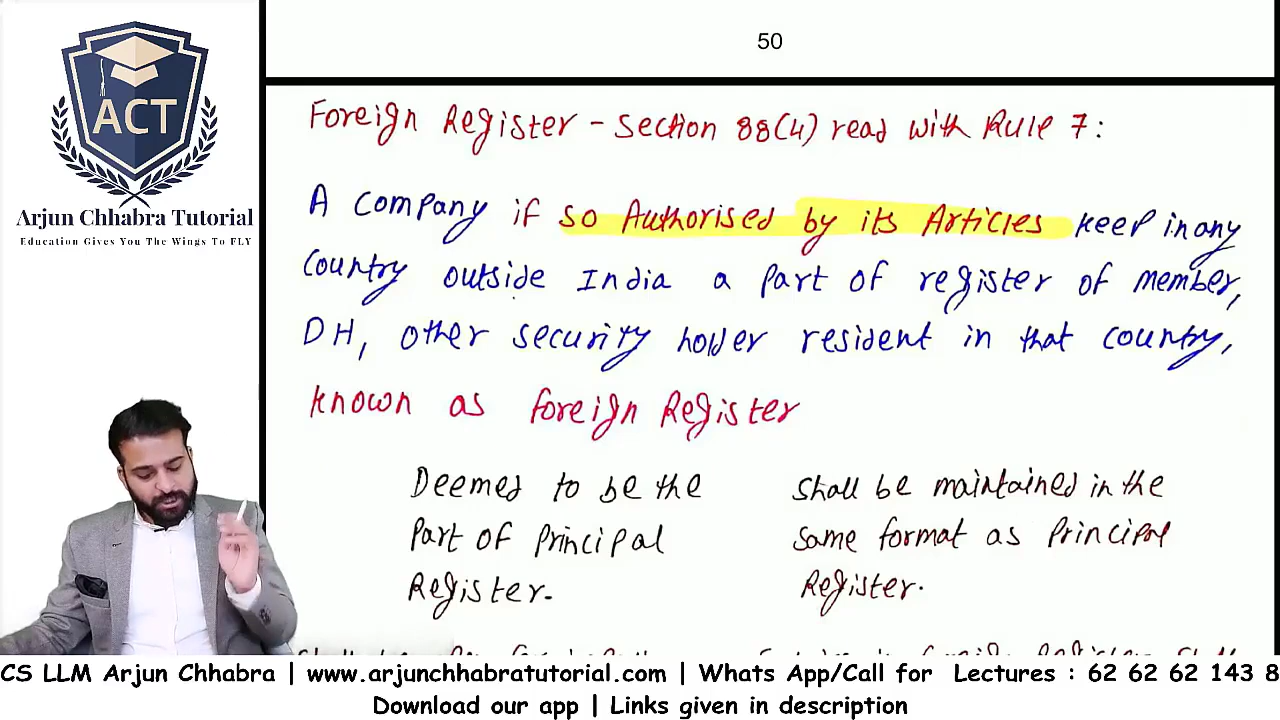 50
ACT
Arjun Chhabra Tutorial
Education Gives You The Wings To FLY
Foreign Register - Section 88(4) read with Rule 7:
A company if so Authorised by its Articles keep in any
country outside India a part of register of member,
DH, other security holder resident in that country,
known as foreign Register
Deemed to be the
Part of Principal
Register.
Shall be maintained in the
same format as Principal
Register.
CS LLM Arjun Chhabra | www.arjunchhabratutorial.com | Whats App/Call for Lectures : 62 62 62 143 8
Download our app | Links given in description